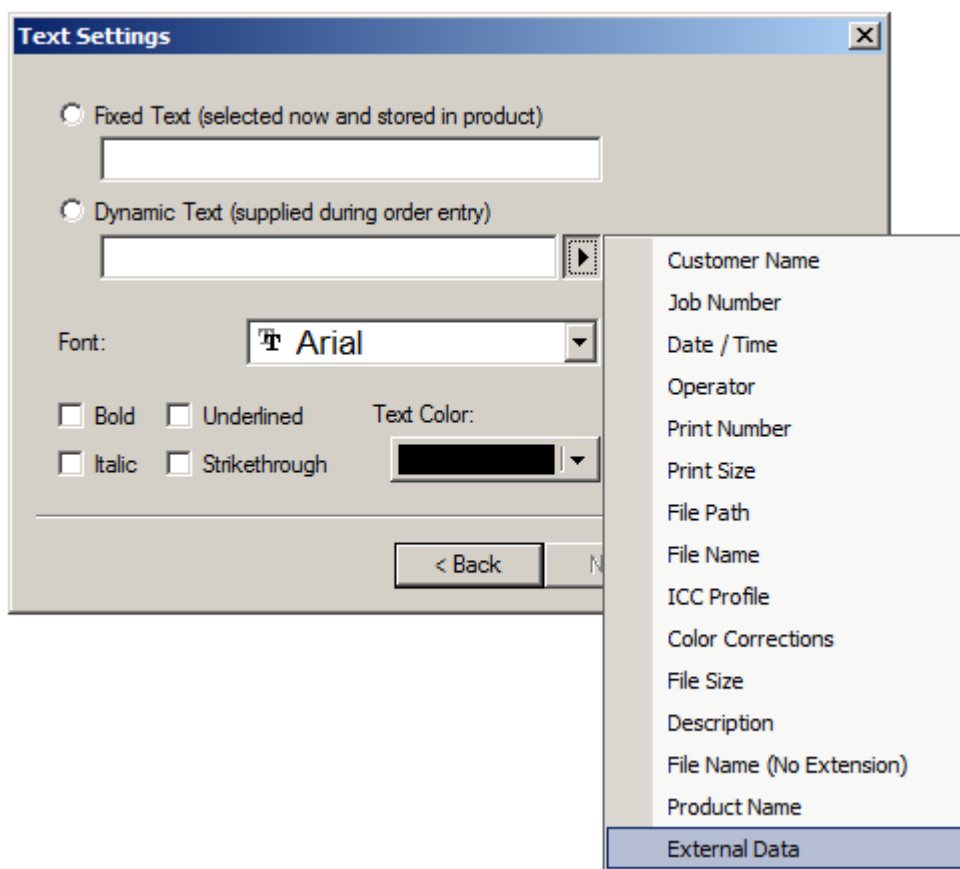 Text Settings
Fixed Text (selected now and stored in product)
Dynamic Text (supplied during order entry)
Font:
Arial
Bold
Underlined
Text Color:
Italic
Strikethrough
< Back
N
Customer Name
Job Number
Date / Time
Operator
Print Number
Print Size
File Path
File Name
ICC Profile
Color Corrections
File Size
Description
File Name (No Extension)
Product Name
External Data